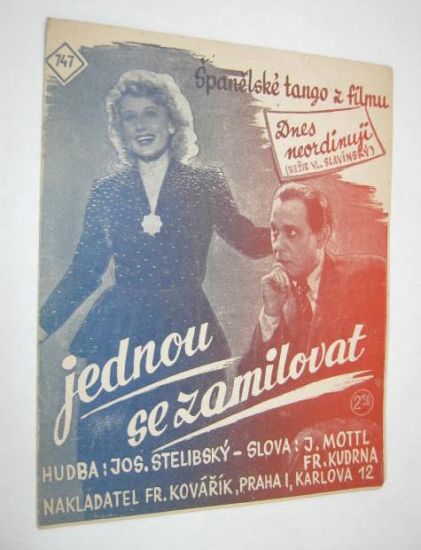 747
Španělské tango z filmu
Dnes
neordinuji
(REŽIE VL. SLAVÍNSKÝ)
jednou
se zamilovat
2·50
HUDBA: JOS. STELIBSKÝ - SLOVA: J. MOTTL
FR. KUDRNA
NAKLADATEL FR. KOVÁŘÍK, PRAHA I, KARLOVA 12